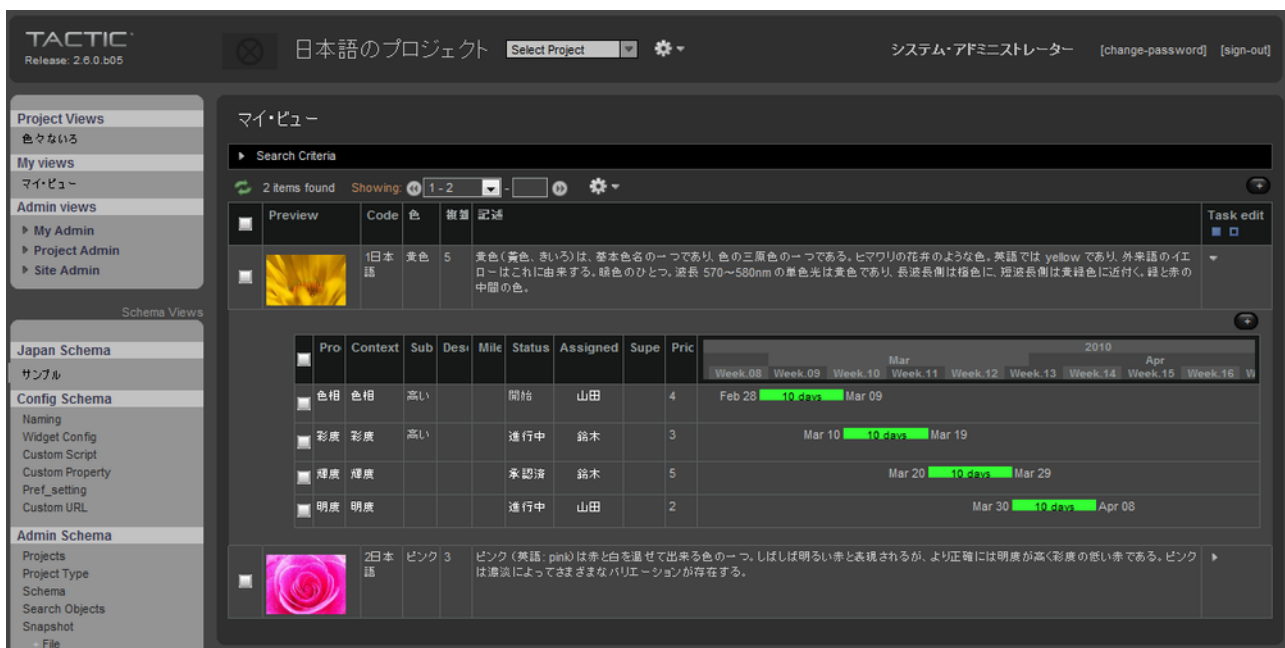 TACTIC
Release: 2.6.0.b05
日本語のプロジェクト Select Project
システム・アドミニストレーター [change-password] [sign-out]
Project Views
色々ないろ
My views
マイ・ビュー
Admin views
My Admin
Project Admin
Site Admin
Schema Views
Japan Schema
サンプル
Config Schema
Naming
Widget Config
Custom Script
Custom Property
Pref_setting
Custom URL
Admin Schema
Projects
Project Type
Schema
Search Objects
Snapshot
File
マイ・ビュー
Search Criteria
2 items found Showing: 1 - 2 -
Preview Code 色 記述 Task edit
1日本語 黄色 5
黄色(黃色、きいろ)は、基本色名の一つであり、色の三原色の一つである。ヒマワリの花弁のような色。英語では yellow であり、外来語のイエ
ローはこれに由来する。暖色のひとつ。波長 570～580nm の単色光は黄色であり、長波長側は橙色に、短波長側は黄緑色に近付く。緑と赤の
中間の色。
Pro Context Sub Des Mile Status Assigned Supe Pric
2010
Mar Apr
Week.08 Week.09 Week.10 Week.11 Week.12 Week.13 Week.14 Week.15 Week.16 W
色相 色相 高い 開始 山田 4 Feb 28 10 days Mar 09
彩度 彩度 高い 進行中 鈴木 3 Mar 10 10 days Mar 19
輝度 輝度 承認済 鈴木 5 Mar 20 10 days Mar 29
明度 明度 進行中 山田 2 Mar 30 10 days Apr 08
2日本語 ピンク 3
ピンク (英語: pink)は赤と白を混ぜて出来る色の一つ。しばしば明るい赤と表現されるが、より正確には明度が高く彩度の低い赤である。ピンク
は濃淡によってさまざまなバリエーションが存在する。